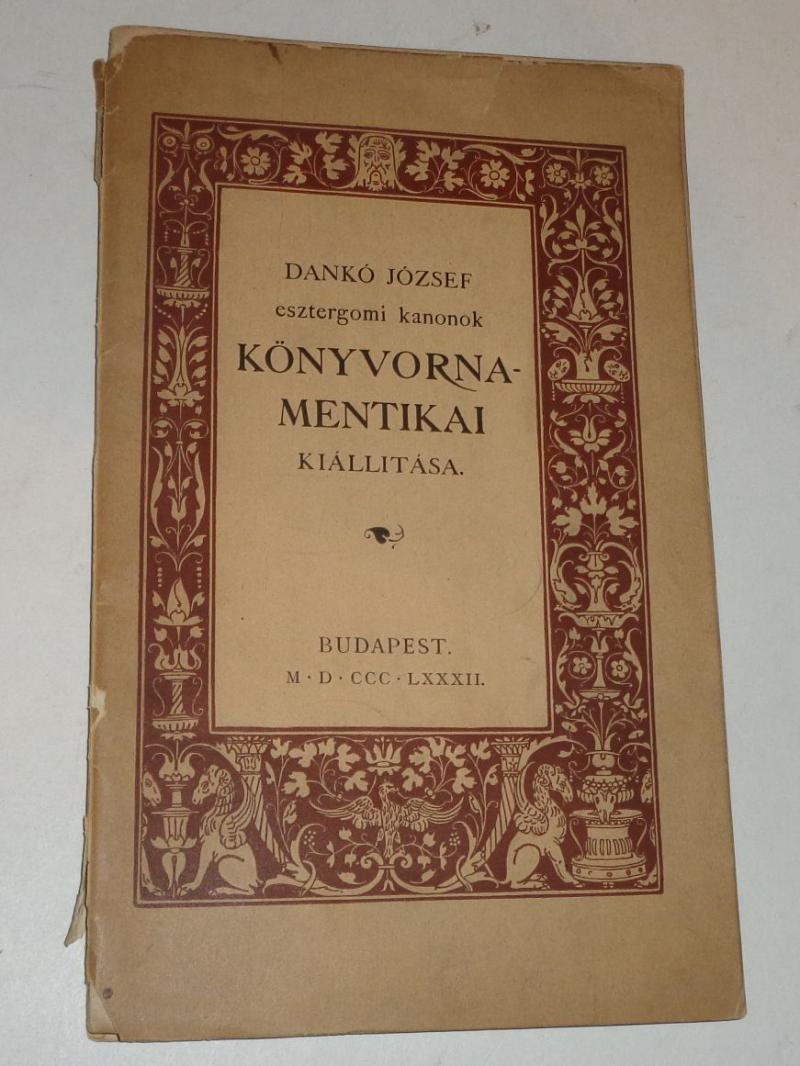 DANKÓ JÓZSEF
esztergomi kanonok
KÖNYVORNA-
MENTIKAI
KIÁLLITÁSA.
BUDAPEST.
M · D · CCC · LXXXII.